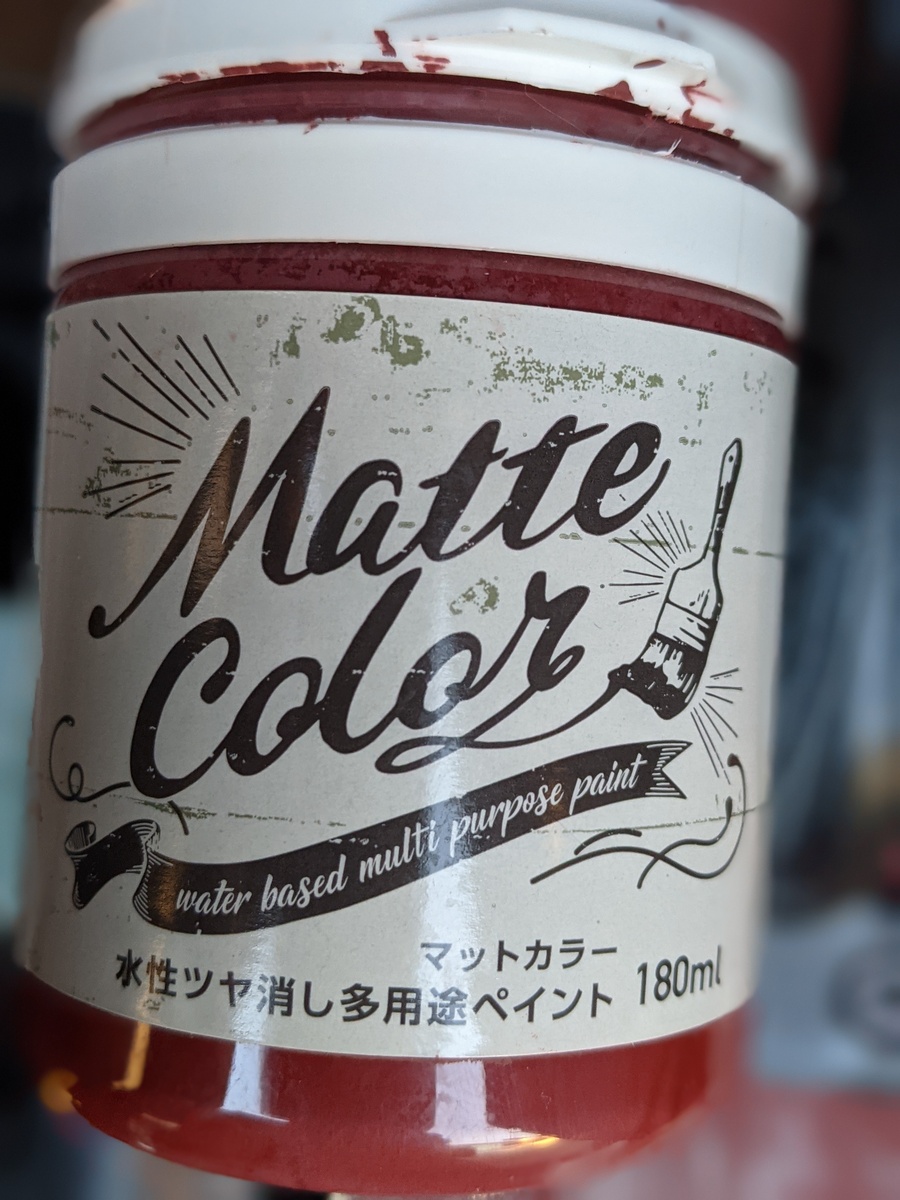 Matte
Color
water based multi purpose paint
マットカラー
水性ツヤ消し多用途ペイント 180ml